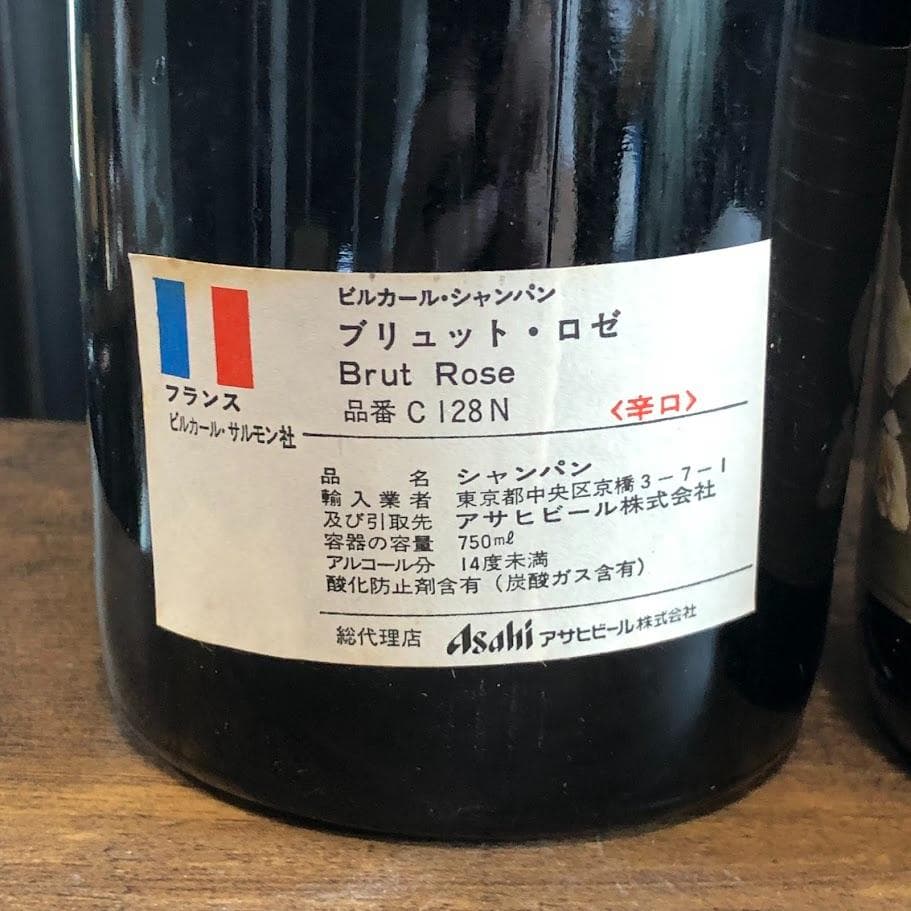 フランス
ビルカール・サルモン社
ビルカール・シャンパン
ブリュット・ロゼ
Brut Rose
品番 C128N 〈辛口〉
品名 シャンパン
輸入業者 東京都中央区京橋3-7-1
及び引取先 アサヒビール株式会社
容器の容量 750mℓ
アルコール分 14度未満
酸化防止剤含有（炭酸ガス含有）
総代理店 Asahi アサヒビール株式会社